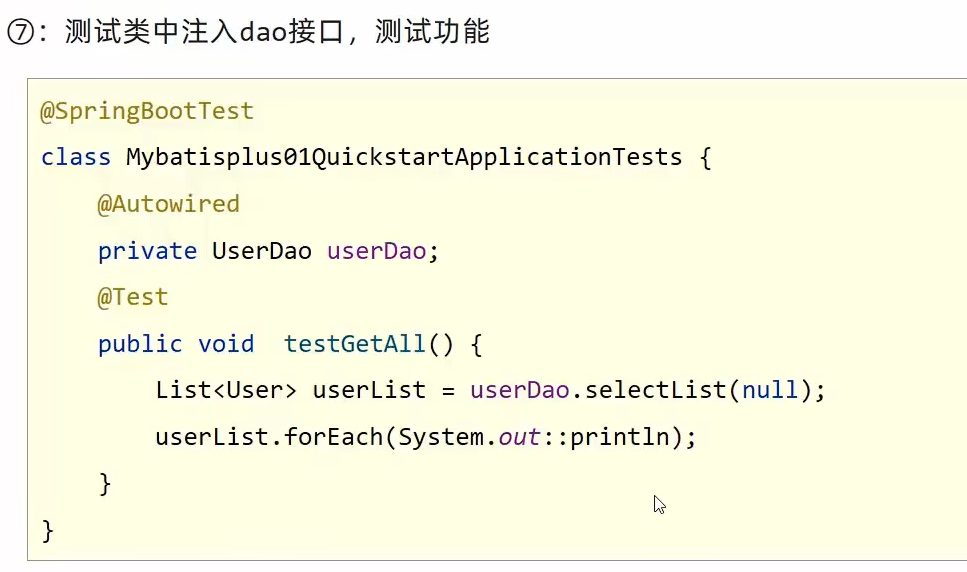 ⑦：测试类中注入dao接口，测试功能
@SpringBootTest
class Mybatisplus01QuickstartApplicationTests {
    @Autowired
    private UserDao userDao;
    @Test
    public void  testGetAll() {
        List<User> userList = userDao.selectList(null);
        userList.forEach(System.out::println);
    }
}